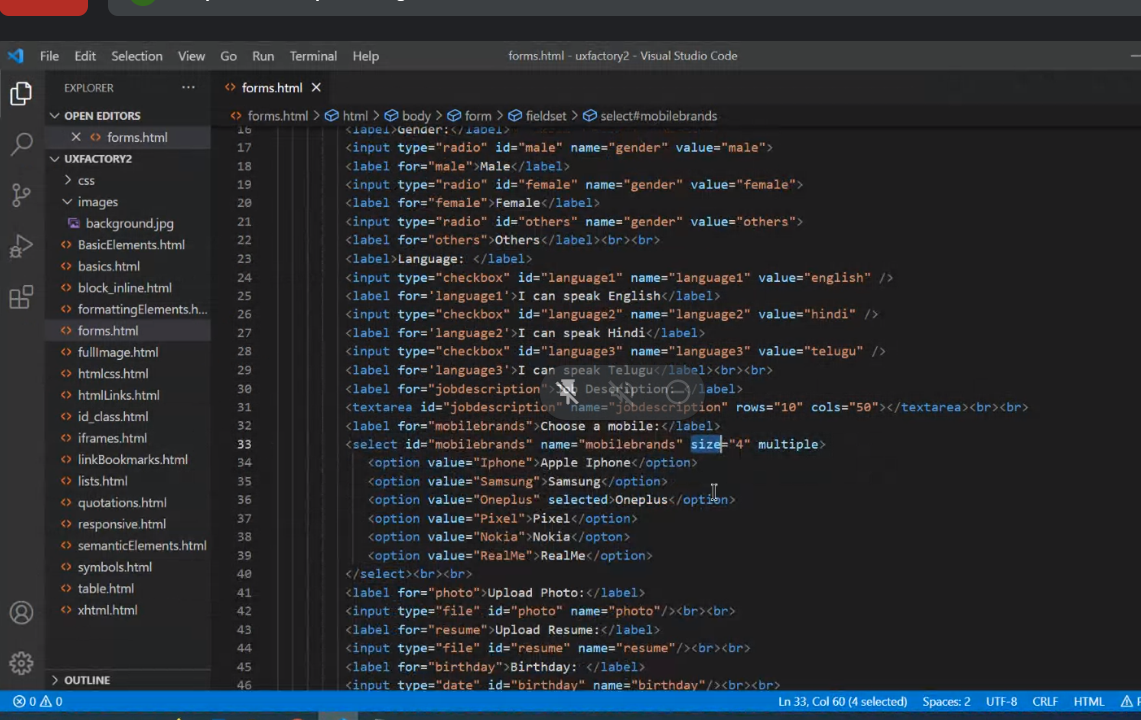 File Edit Selection View Go Run Terminal Help forms.html - uxfactory2 - Visual Studio Code
EXPLORER
OPEN EDITORS
forms.html
UXFACTORY2
css
images
background.jpg
BasicElements.html
basics.html
block_inline.html
formattingElements.h...
forms.html
fullImage.html
htmlcss.html
htmlLinks.html
id_class.html
iframes.html
linkBookmarks.html
lists.html
quotations.html
responsive.html
semanticElements.html
symbols.html
table.html
xhtml.html
OUTLINE
forms.html
forms.html > html > body > form > fieldset > select#mobilebrands
16 <label>Gender:</label>
17 <input type="radio" id="male" name="gender" value="male">
18 <label for="male">Male</label>
19 <input type="radio" id="female" name="gender" value="female">
20 <label for="female">Female</label>
21 <input type="radio" id="others" name="gender" value="others">
22 <label for="others">Others</label><br><br>
23 <label>Language: </label>
24 <input type="checkbox" id="language1" name="language1" value="english" />
25 <label for='language1'>I can speak English</label>
26 <input type="checkbox" id="language2" name="language2" value="hindi" />
27 <label for='language2'>I can speak Hindi</label>
28 <input type="checkbox" id="language3" name="language3" value="telugu" />
29 <label for='language3'>I can speak Telugu</label><br><br>
30 <label for="jobdescription">Job Description:</label>
31 <textarea id="jobdescription" name="jobdescription" rows="10" cols="50"></textarea><br><br>
32 <label for="mobilebrands">Choose a mobile:</label>
33 <select id="mobilebrands" name="mobilebrands" size="4" multiple>
34 <option value="Iphone">Apple Iphone</option>
35 <option value="Samsung">Samsung</option>
36 <option value="Oneplus" selected>Oneplus</option>
37 <option value="Pixel">Pixel</option>
38 <option value="Nokia">Nokia</opton>
39 <option value="RealMe">RealMe</option>
40 </select><br><br>
41 <label for="photo">Upload Photo:</label>
42 <input type="file" id="photo" name="photo"/><br><br>
43 <label for="resume">Upload Resume:</label>
44 <input type="file" id="resume" name="resume"/><br><br>
45 <label for="birthday">Birthday: </label>
46 <input type="date" id="birthday" name="birthday"/><br><br>
0 0 Ln 33, Col 60 (4 selected) Spaces: 2 UTF-8 CRLF HTML